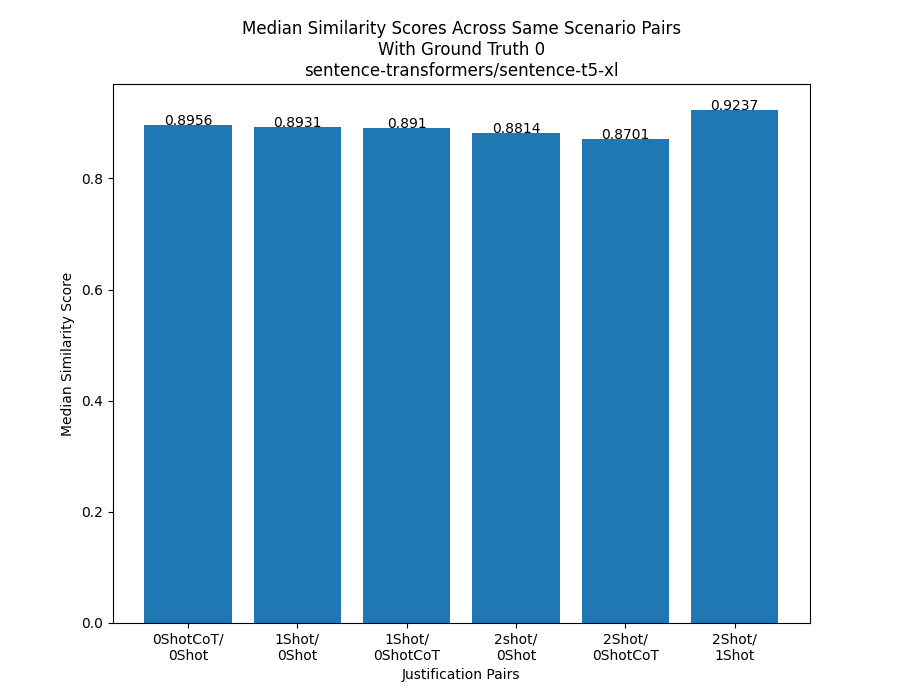 Median Similarity Scores Across Same Scenario Pairs
With Ground Truth 0
sentence-transformers/sentence-t5-xl
Median Similarity Score
0.8
0.6
0.4
0.2
0.0
0.8956
0.8931
0.891
0.8814
0.8701
0.9237
0ShotCoT/
0Shot
1Shot/
0Shot
1Shot/
0ShotCoT
2shot/
0Shot
2Shot/
0ShotCoT
2Shot/
1Shot
Justification Pairs